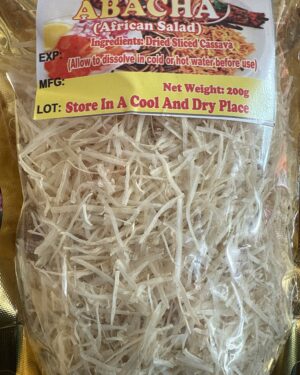 ABACHA
(African Salad)
Ingredients: Dried Sliced Cassava
(Allow to dissolve in cold or hot water before use)
EXP:
MFG:
Net Weight: 200g
LOT: Store In A Cool And Dry Place